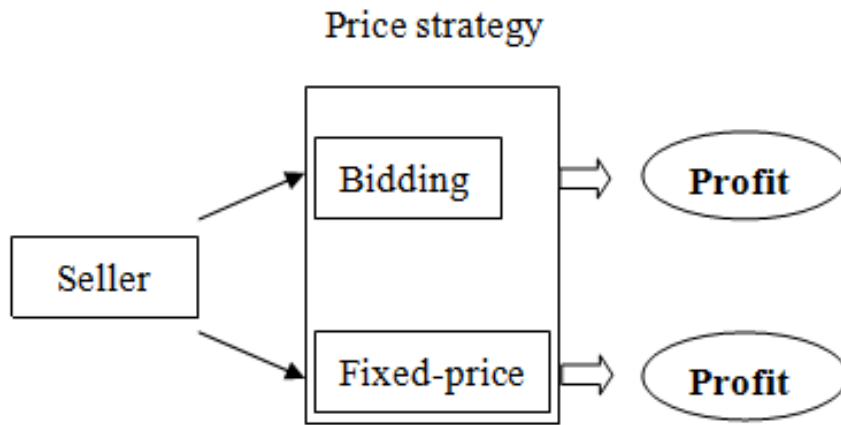 Price strategy
Bidding
Profit
Seller
Fixed-price
Profit